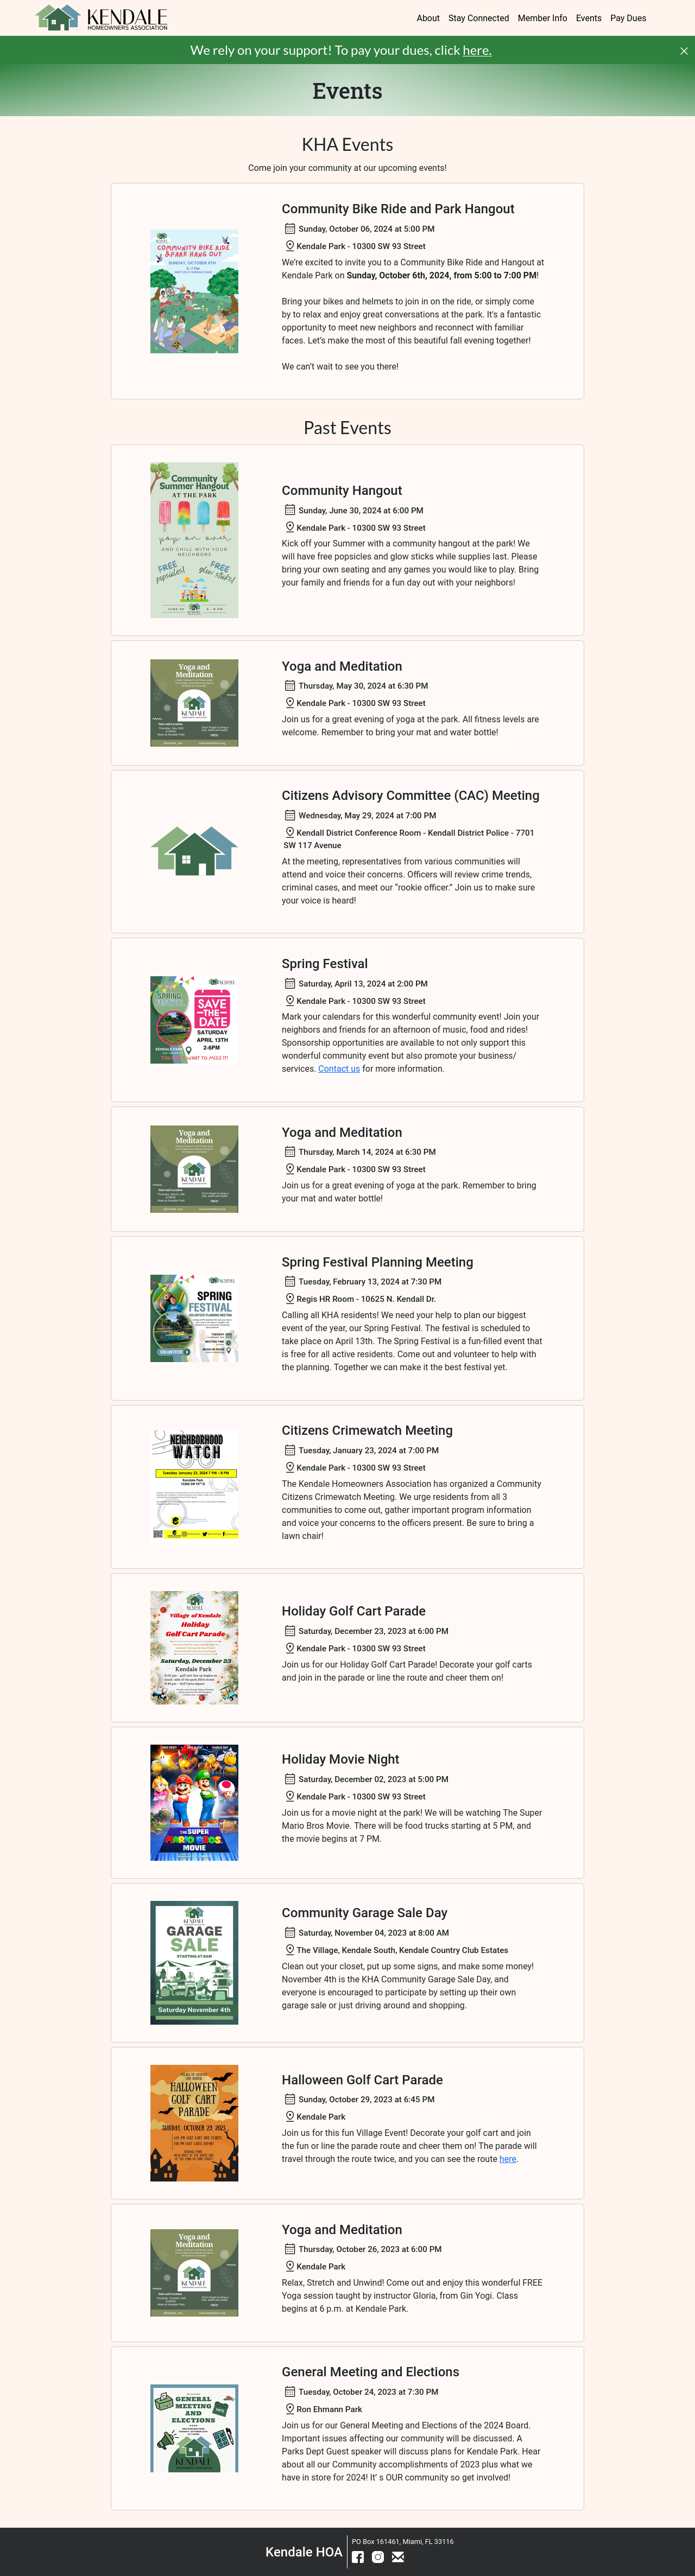 KENDALE
HOMEOWNERS ASSOCIATION
About Stay Connected Member Info Events Pay Dues
We rely on your support! To pay your dues, click here.
Events
KHA Events
Come join your community at our upcoming events!
COMMUNITY BIKE RIDE
& PARK HANG OUT
SUNDAY, OCTOBER 6TH
5-7 PM
Community Bike Ride and Park Hangout
Sunday, October 06, 2024 at 5:00 PM
Kendale Park - 10300 SW 93 Street
We're excited to invite you to our Community Bike Ride and Hangout at
Kendale Park on Sunday, October 6th, 2024, from 5:00 to 7:00 PM!
Bring your bikes and helmets to join in on the ride, or simply come
by to relax and enjoy great conversations at the park. It's a fantastic
opportunity to meet new neighbors and reconnect with familiar
faces. Let's make the most of this beautiful fall evening together!
We can't wait to see you there!
Past Events
Community
Summer Hangout
AT THE PARK
pop on over
AND CHILL WITH YOUR
NEIGHBORS
FREE
popsicles!
FREE
glow sticks!
JUNE 30
6 - 8 PM
Community Hangout
Sunday, June 30, 2024 at 6:00 PM
Kendale Park - 10300 SW 93 Street
Kick off your Summer with a community hangout at the park! We
will have free popsicles and glow sticks while supplies last. Please
bring your own seating and any games you would like to play. Bring
your family and friends for a fun day out with your neighbors!
Yoga and
Meditation
KENDALE
Yoga and Meditation
Thursday, May 30, 2024 at 6:30 PM
Kendale Park - 10300 SW 93 Street
Join us for a great evening of yoga at the park. All fitness levels are
welcome. Remember to bring your mat and water bottle!
Citizens Advisory Committee (CAC) Meeting
Wednesday, May 29, 2024 at 7:00 PM
Kendall District Conference Room - Kendall District Police - 7701
SW 117 Avenue
At the meeting, representatives from various communities will
attend and voice their concerns. Officers will review crime trends,
criminal cases, and meet our “rookie officer.” Join us to make sure
your voice is heard!
SPRING
FESTIVAL
SAVE
THE
DATE
SATURDAY
APRIL 13TH
2-6PM
KENDALE PARK
Spring Festival
Saturday, April 13, 2024 at 2:00 PM
Kendale Park - 10300 SW 93 Street
Mark your calendars for this wonderful community event! Join your
neighbors and friends for an afternoon of music, food and rides!
Sponsorship opportunities are available to not only support this
wonderful community event but also promote your business/
services. Contact us for more information.
Yoga and
Meditation
KENDALE
Yoga and Meditation
Thursday, March 14, 2024 at 6:30 PM
Kendale Park - 10300 SW 93 Street
Join us for a great evening of yoga at the park. Remember to bring
your mat and water bottle!
SPRING
FESTIVAL
VOLUNTEER PLANNING MEETING
VOLUNTEER
Spring Festival Planning Meeting
Tuesday, February 13, 2024 at 7:30 PM
Regis HR Room - 10625 N. Kendall Dr.
Calling all KHA residents! We need your help to plan our biggest
event of the year, our Spring Festival. The festival is scheduled to
take place on April 13th. The Spring Festival is a fun-filled event that
is free for all active residents. Come out and volunteer to help with
the planning. Together we can make it the best festival yet.
NEIGHBORHOOD
WATCH
Tuesday January 23, 2024 7 PM - 8 PM
Kendale Park
Citizens Crimewatch Meeting
Tuesday, January 23, 2024 at 7:00 PM
Kendale Park - 10300 SW 93 Street
The Kendale Homeowners Association has organized a Community
Citizens Crimewatch Meeting. We urge residents from all 3
communities to come out, gather important program information
and voice your concerns to the officers present. Be sure to bring a
lawn chair!
Village of Kendale
Holiday
Golf Cart Parade
Saturday, December 23
Kendale Park
Holiday Golf Cart Parade
Saturday, December 23, 2023 at 6:00 PM
Kendale Park - 10300 SW 93 Street
Join us for our Holiday Golf Cart Parade! Decorate your golf carts
and join in the parade or line the route and cheer them on!
THE SUPER
MARIO BROS.
MOVIE
Holiday Movie Night
Saturday, December 02, 2023 at 5:00 PM
Kendale Park - 10300 SW 93 Street
Join us for a movie night at the park! We will be watching The Super
Mario Bros Movie. There will be food trucks starting at 5 PM, and
the movie begins at 7 PM.
GARAGE
SALE
STARTING AT 8AM
Saturday November 4th
Community Garage Sale Day
Saturday, November 04, 2023 at 8:00 AM
The Village, Kendale South, Kendale Country Club Estates
Clean out your closet, put up some signs, and make some money!
November 4th is the KHA Community Garage Sale Day, and
everyone is encouraged to participate by setting up their own
garage sale or just driving around and shopping.
HALLOWEEN
GOLF CART
PARADE
SUNDAY, OCTOBER 29, 2023
Halloween Golf Cart Parade
Sunday, October 29, 2023 at 6:45 PM
Kendale Park
Join us for this fun Village Event! Decorate your golf cart and join
the fun or line the parade route and cheer them on! The parade will
travel through the route twice, and you can see the route here.
Yoga and
Meditation
KENDALE
Yoga and Meditation
Thursday, October 26, 2023 at 6:00 PM
Kendale Park
Relax, Stretch and Unwind! Come out and enjoy this wonderful FREE
Yoga session taught by instructor Gloria, from Gin Yogi. Class
begins at 6 p.m. at Kendale Park.
GENERAL
MEETING
AND
ELECTIONS
KENDALE
General Meeting and Elections
Tuesday, October 24, 2023 at 7:30 PM
Ron Ehmann Park
Join us for our General Meeting and Elections of the 2024 Board.
Important issues affecting our community will be discussed. A
Parks Dept Guest speaker will discuss plans for Kendale Park. Hear
about all our Community accomplishments of 2023 plus what we
have in store for 2024! It' s OUR community so get involved!
Kendale HOA
PO Box 161461, Miami, FL 33116